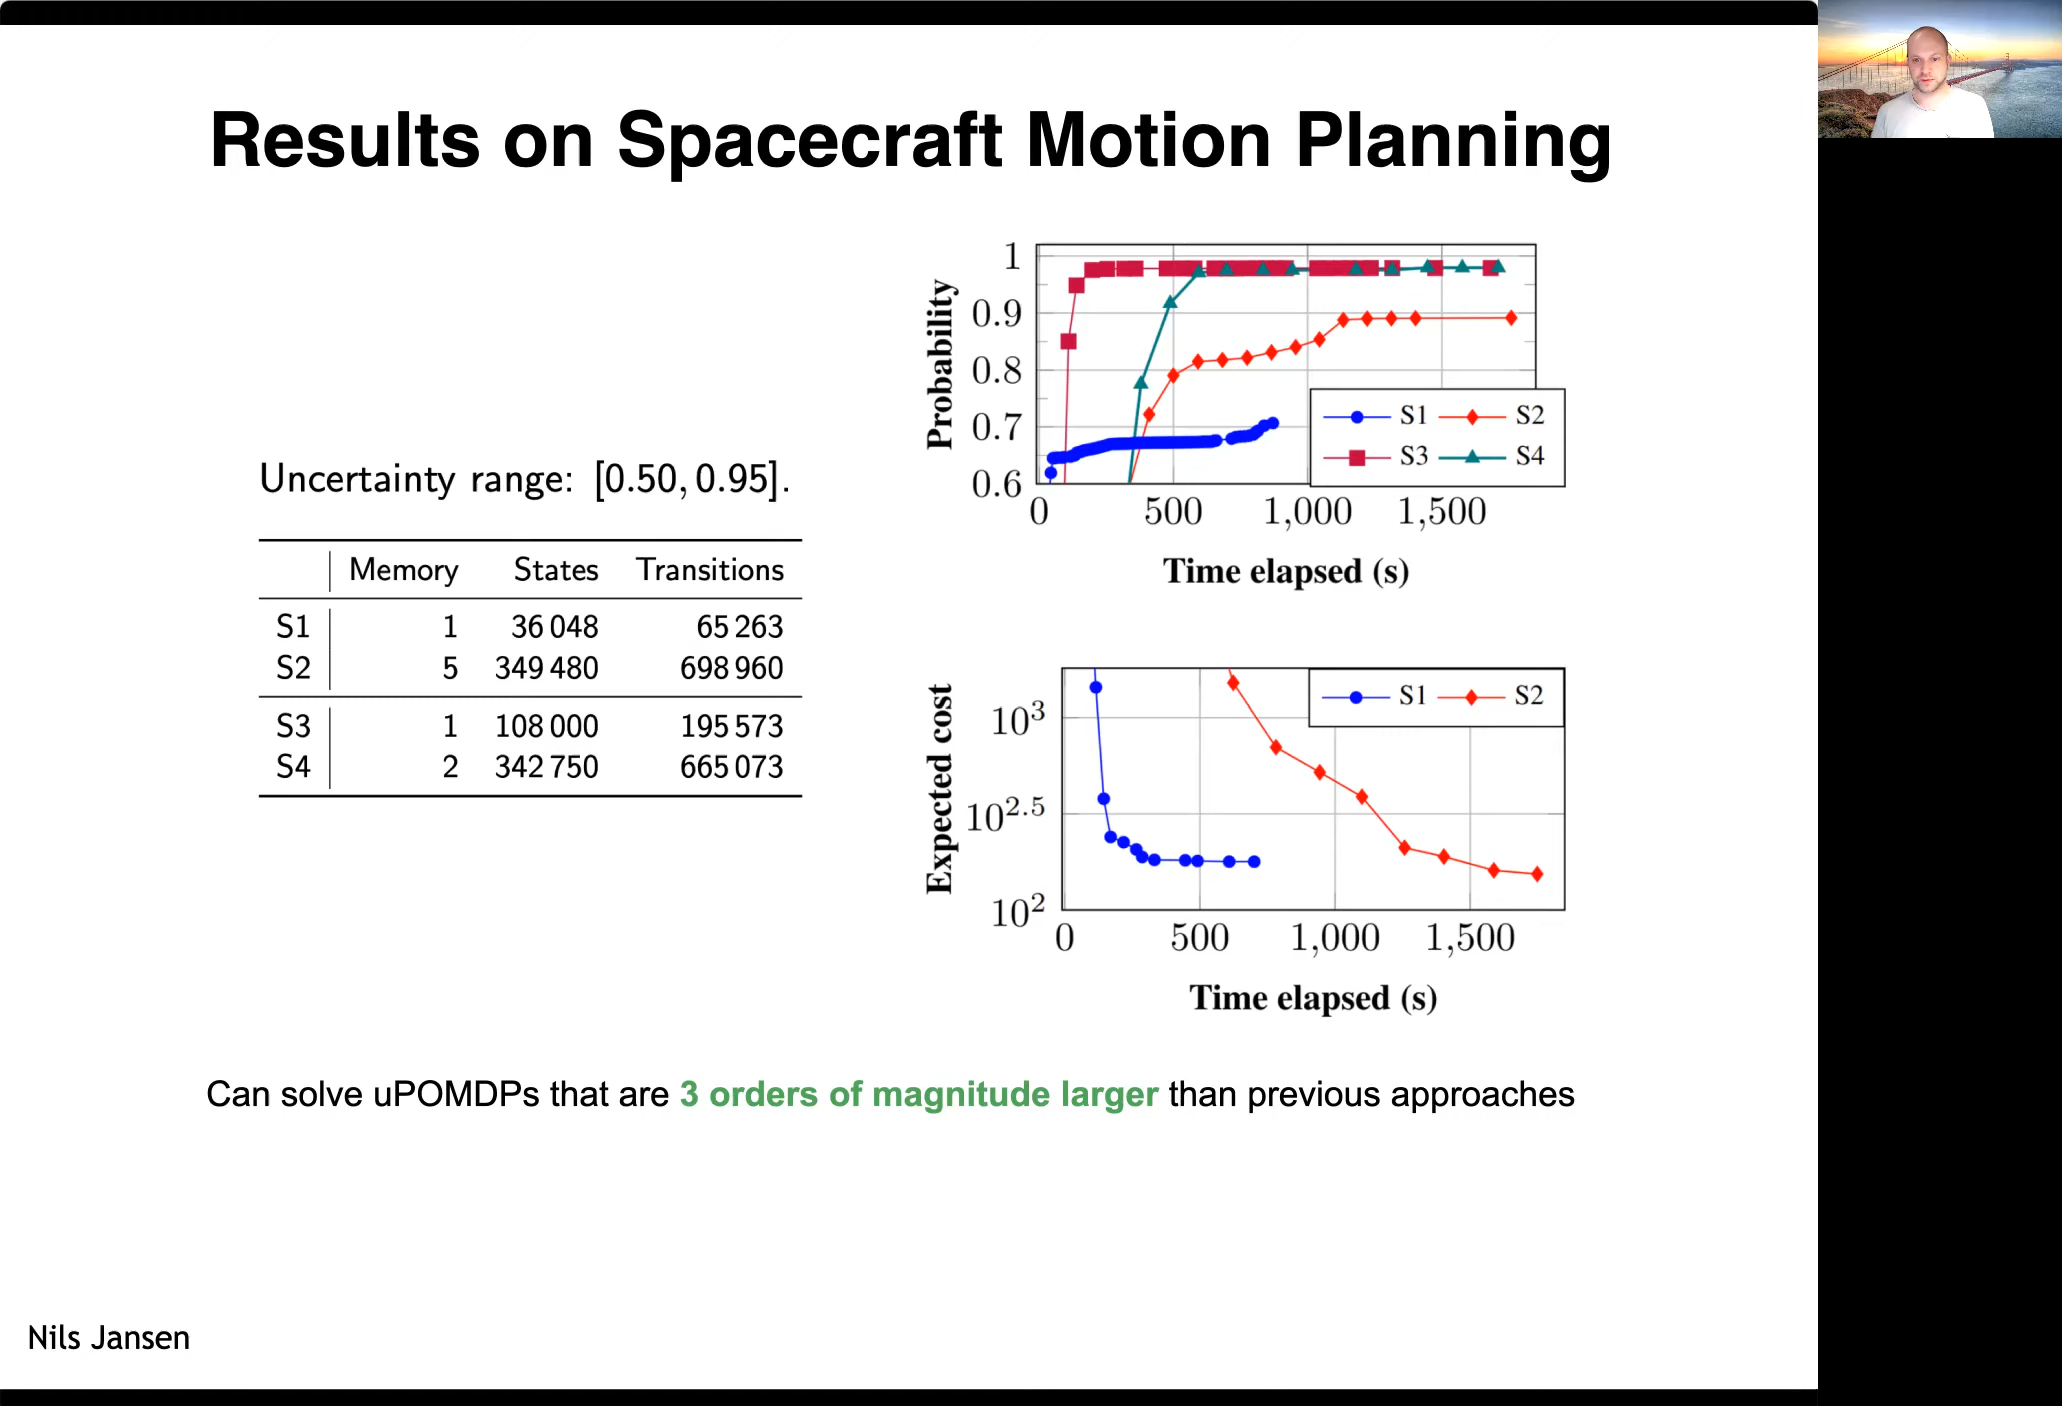 Results on Spacecraft Motion Planning
Uncertainty range: [0.50, 0.95].
Memory States Transitions
S1 1 36 048 65 263
S2 5 349 480 698 960
S3 1 108 000 195 573
S4 2 342 750 665 073
Probability
1
0.9
0.8
0.7
0.6
0 500 1,000 1,500
Time elapsed (s)
S1 S2
S3 S4
Expected cost
10^3
10^2.5
10^2
0 500 1,000 1,500
Time elapsed (s)
S1 S2
Can solve uPOMDPs that are 3 orders of magnitude larger than previous approaches
Nils Jansen